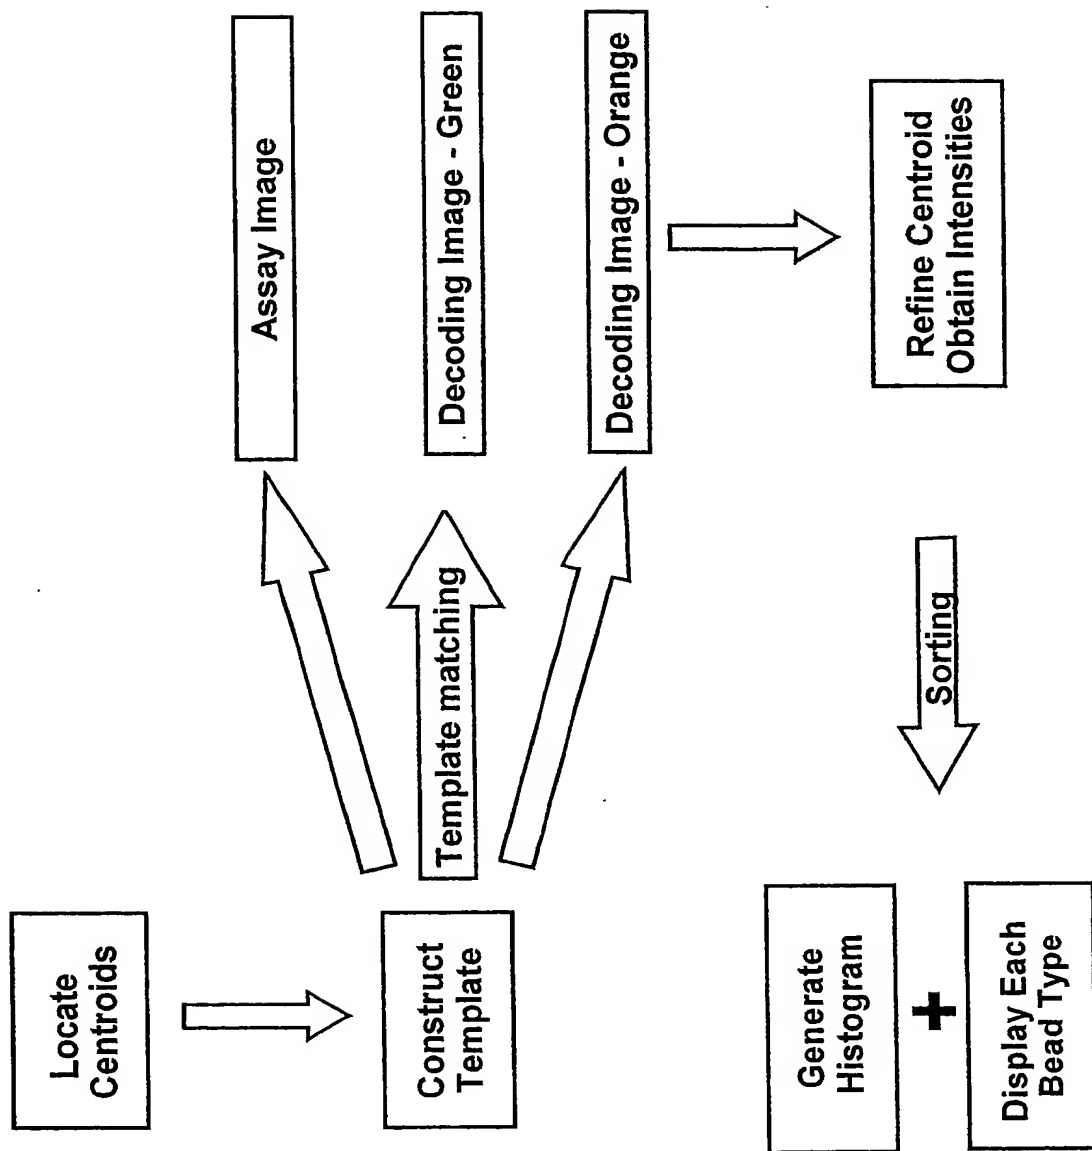 Locate
Centroids
Construct
Template
Template matching
Assay Image
Decoding Image - Green
Decoding Image - Orange
Refine Centroid
Obtain Intensities
Sorting
Generate
Histogram
+
Display Each
Bead Type